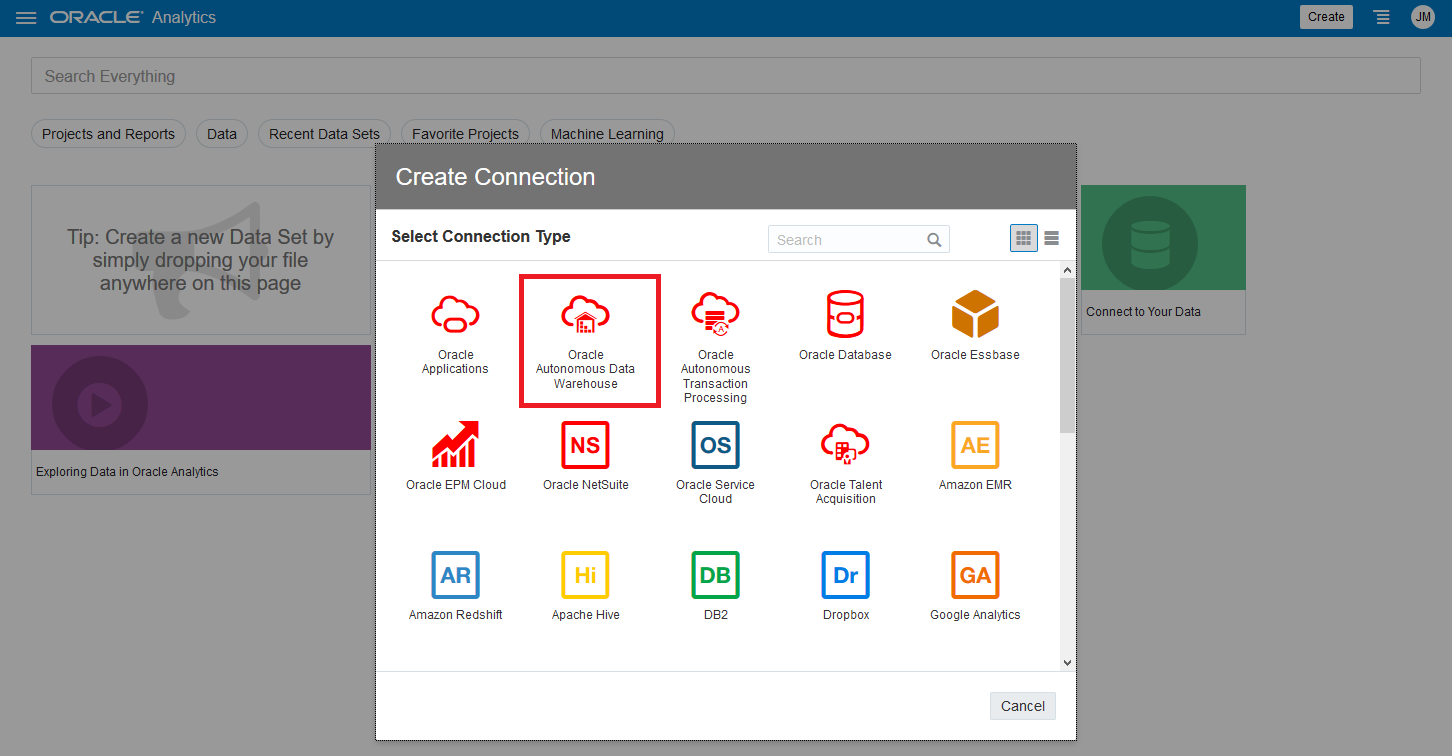 ORACLE Analytics
Create
JM
Search Everything
Projects and Reports
Data
Recent Data Sets
Favorite Projects
Machine Learning
Tip: Create a new Data Set by
simply dropping your file
anywhere on this page
Connect to Your Data
Exploring Data in Oracle Analytics
Create Connection
Select Connection Type
Search
Oracle
Applications
Oracle
Autonomous Data
Warehouse
Oracle
Autonomous
Transaction
Processing
A
Oracle Database
Oracle Essbase
Oracle EPM Cloud
NS
Oracle NetSuite
OS
Oracle Service
Cloud
Oracle Talent
Acquisition
AE
Amazon EMR
AR
Amazon Redshift
Hi
Apache Hive
DB
DB2
Dr
Dropbox
GA
Google Analytics
Cancel